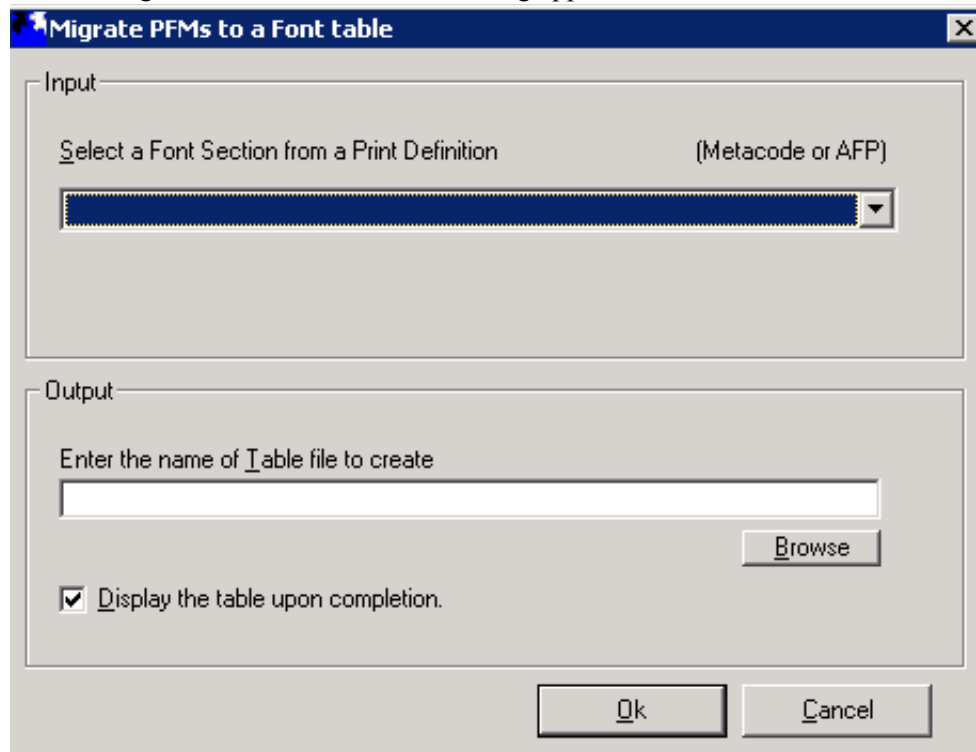 Migrate PFMs to a Font table
Input
Select a Font Section from a Print Definition (Metacode or AFP)
Output
Enter the name of Table file to create
Browse
Display the table upon completion.
Ok Cancel